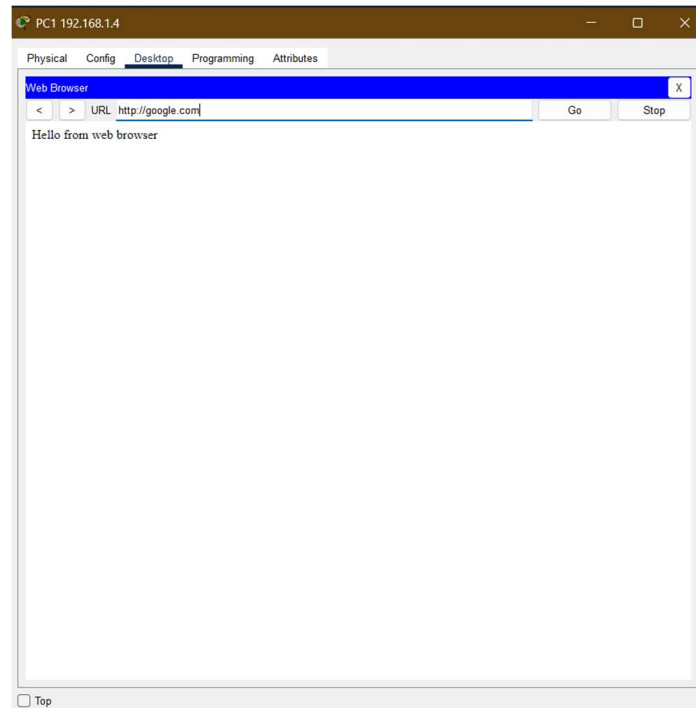 PC1 192.168.1.4
Physical Config Desktop Programming Attributes
Web Browser X
< > URL http://google.com Go Stop
Hello from web browser
Top